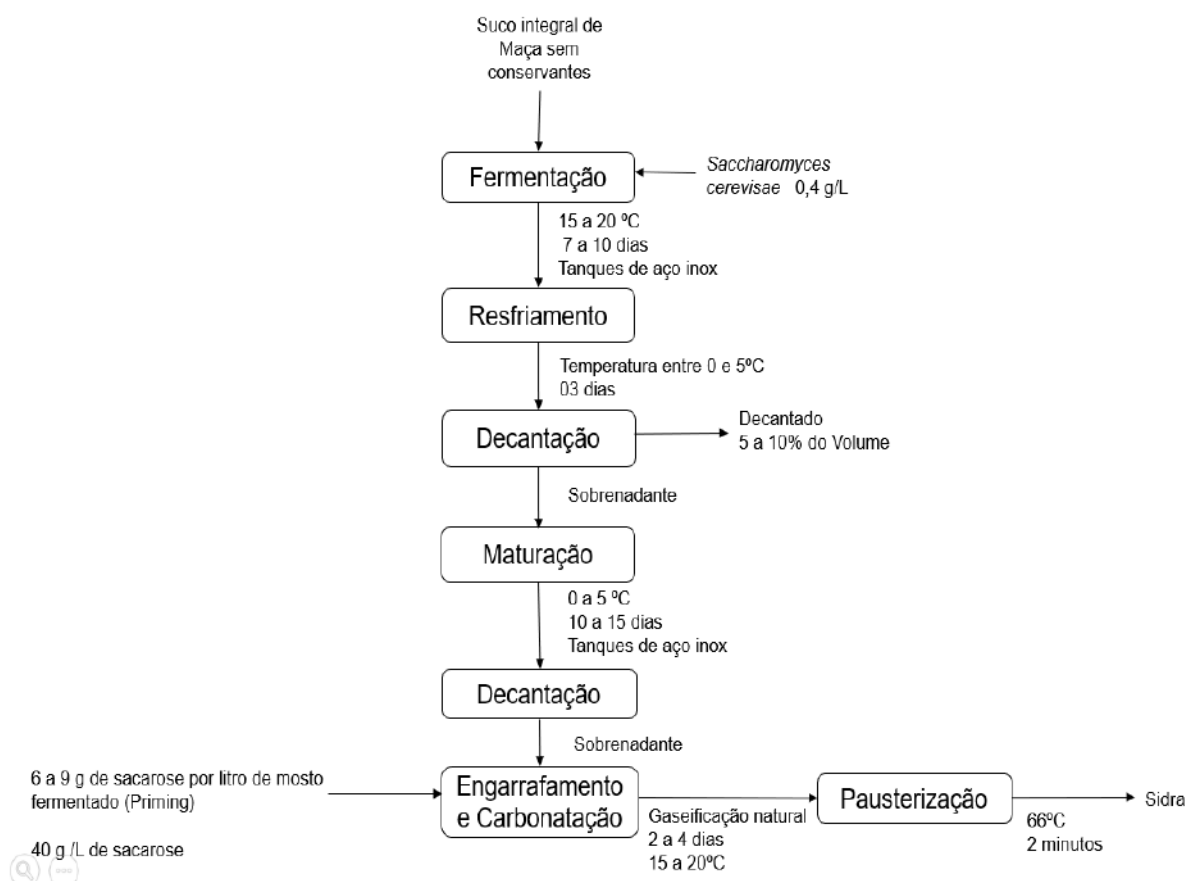 Suco integral de
Maça sem
conservantes
Fermentação
Saccharomyces
cerevisae 0,4 g/L
15 a 20 ºC
7 a 10 dias
Tanques de aço inox
Resfriamento
Temperatura entre 0 e 5ºC
03 dias
Decantação
Decantado
5 a 10% do Volume
Sobrenadante
Maturação
0 a 5 ºC
10 a 15 dias
Tanques de aço inox
Decantação
Sobrenadante
6 a 9 g de sacarose por litro de mosto
fermentado (Priming)
40 g /L de sacarose
Engarrafamento
e Carbonatação
Gaseificação natural
2 a 4 dias
15 a 20ºC
Pausterização
66ºC
2 minutos
Sidra